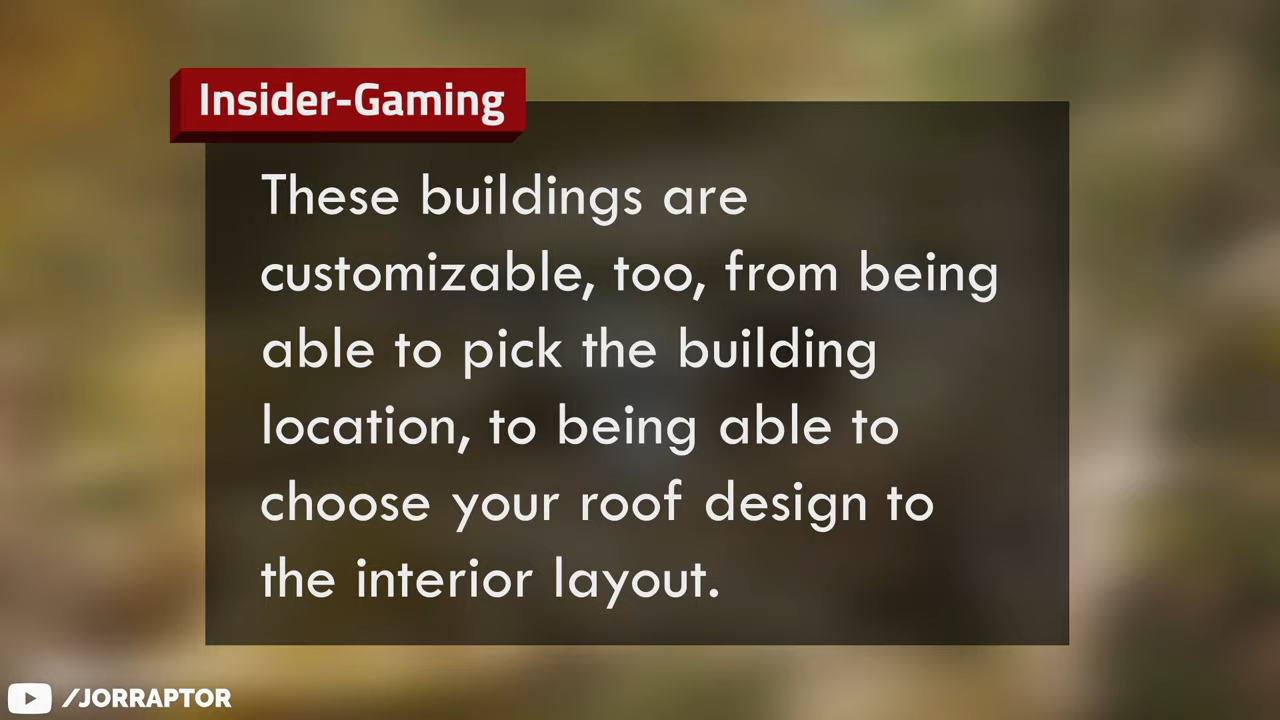 Insider-Gaming
These buildings are
customizable, too, from being
able to pick the building
location, to being able to
choose your roof design to
the interior layout.
/JORRAPTOR